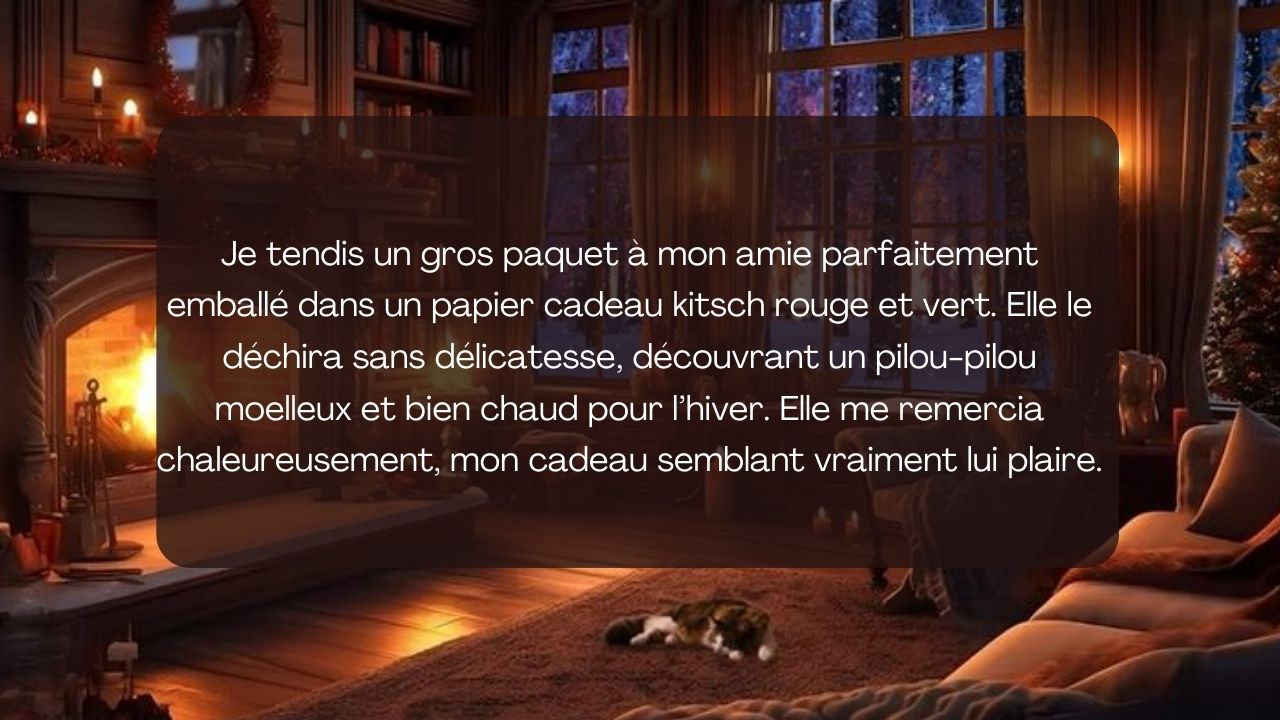 Je tendis un gros paquet à mon amie parfaitement
emballé dans un papier cadeau kitsch rouge et vert. Elle le
déchira sans délicatesse, découvrant un pilou-pilou
moelleux et bien chaud pour l’hiver. Elle me remercia
chaleureusement, mon cadeau semblant vraiment lui plaire.